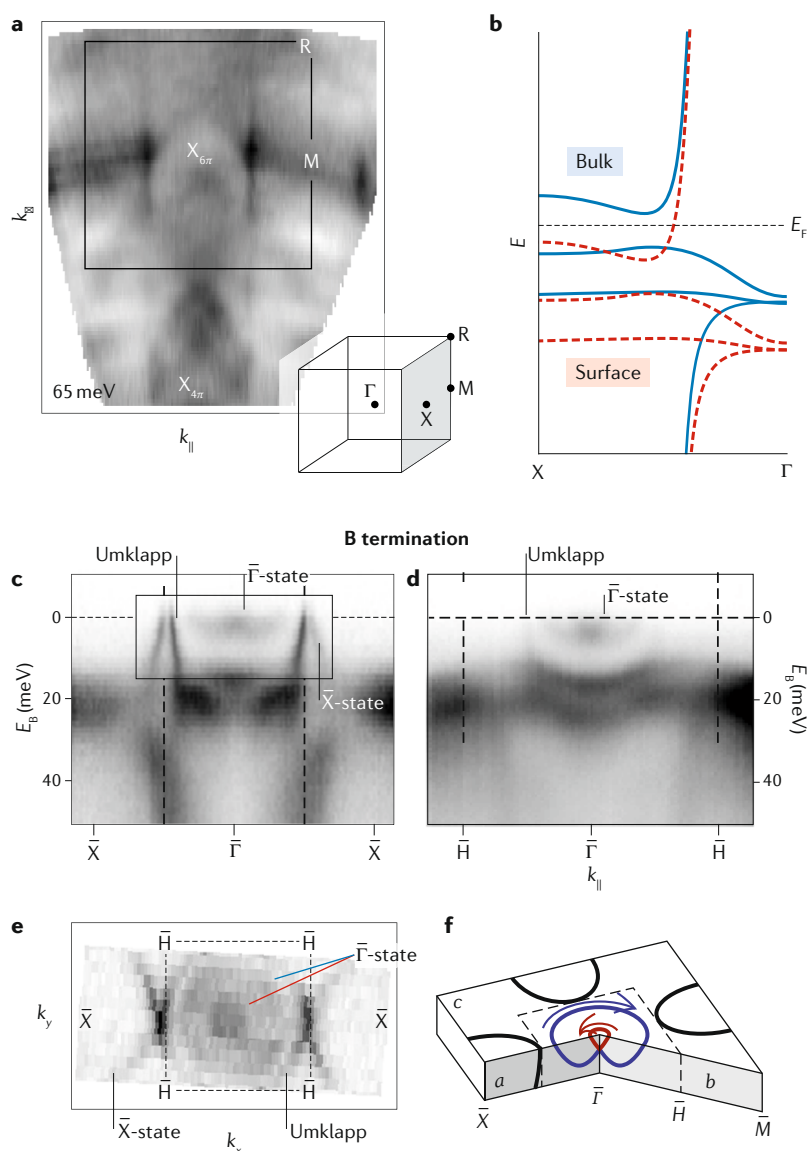 a
R
X6π
M
k⊠
65 meV
X4π
k||
R
Γ
M
X
b
Bulk
E
EF
Surface
X
Γ
B termination
c
Umklapp
Γ̅-state
0
20
40
EB (meV)
X̅-state
X̅
Γ̅
X̅
d
Umklapp
Γ̅-state
0
20
40
EB (meV)
H̅
Γ̅
H̅
k||
e
H̅
H̅
Γ̅-state
ky
X̅
X̅
H̅
H̅
X̅-state
kx
Umklapp
f
c
a
b
X̅
Γ̅
H̅
M̅